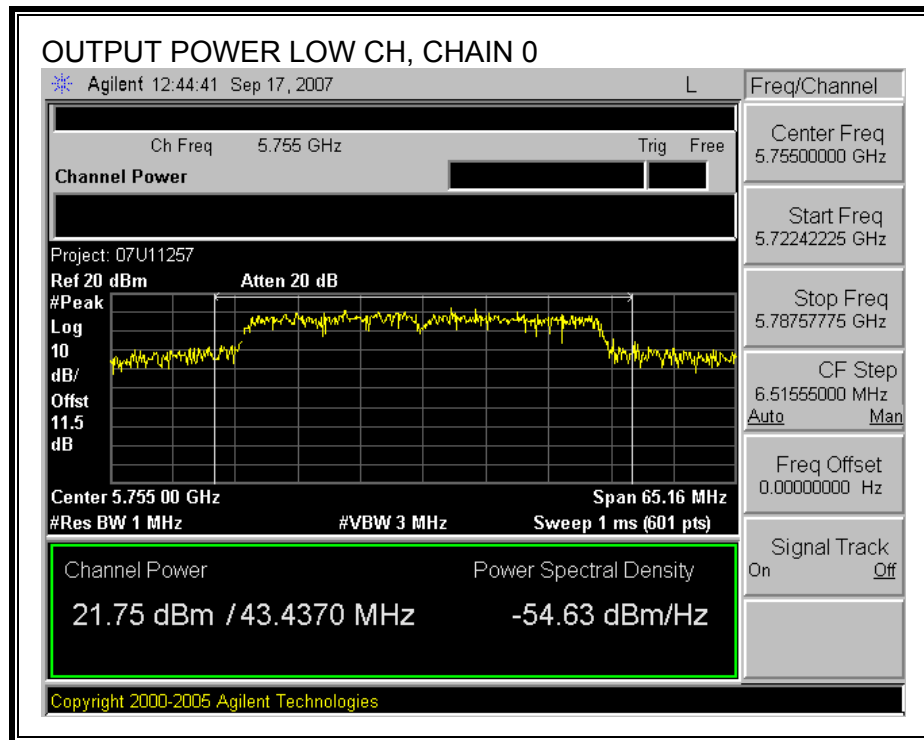 OUTPUT POWER LOW CH, CHAIN 0
Agilent 12:44:41 Sep 17, 2007 L
Freq/Channel
Ch Freq 5.755 GHz Trig Free
Channel Power
Center Freq
5.75500000 GHz
Start Freq
5.72242225 GHz
Stop Freq
5.78757775 GHz
CF Step
6.51555000 MHz
Auto Man
Freq Offset
0.00000000 Hz
Signal Track
On Off
Project: 07U11257
Ref 20 dBm Atten 20 dB
#Peak
Log
10
dB/
Offst
11.5
dB
Center 5.755 00 GHz Span 65.16 MHz
#Res BW 1 MHz #VBW 3 MHz Sweep 1 ms (601 pts)
Channel Power Power Spectral Density
21.75 dBm / 43.4370 MHz -54.63 dBm/Hz
Copyright 2000-2005 Agilent Technologies